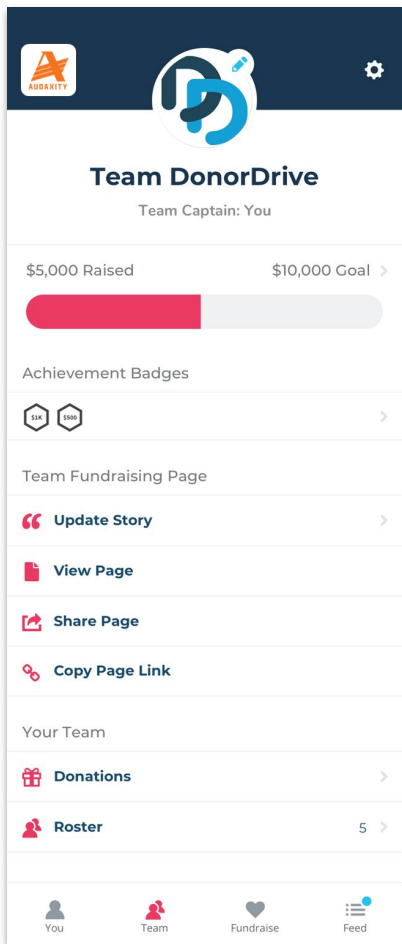 AUDAXITY
Team DonorDrive
Team Captain: You
$5,000 Raised $10,000 Goal
Achievement Badges
$1K $500
Team Fundraising Page
Update Story
View Page
Share Page
Copy Page Link
Your Team
Donations
Roster 5
You Team Fundraise Feed